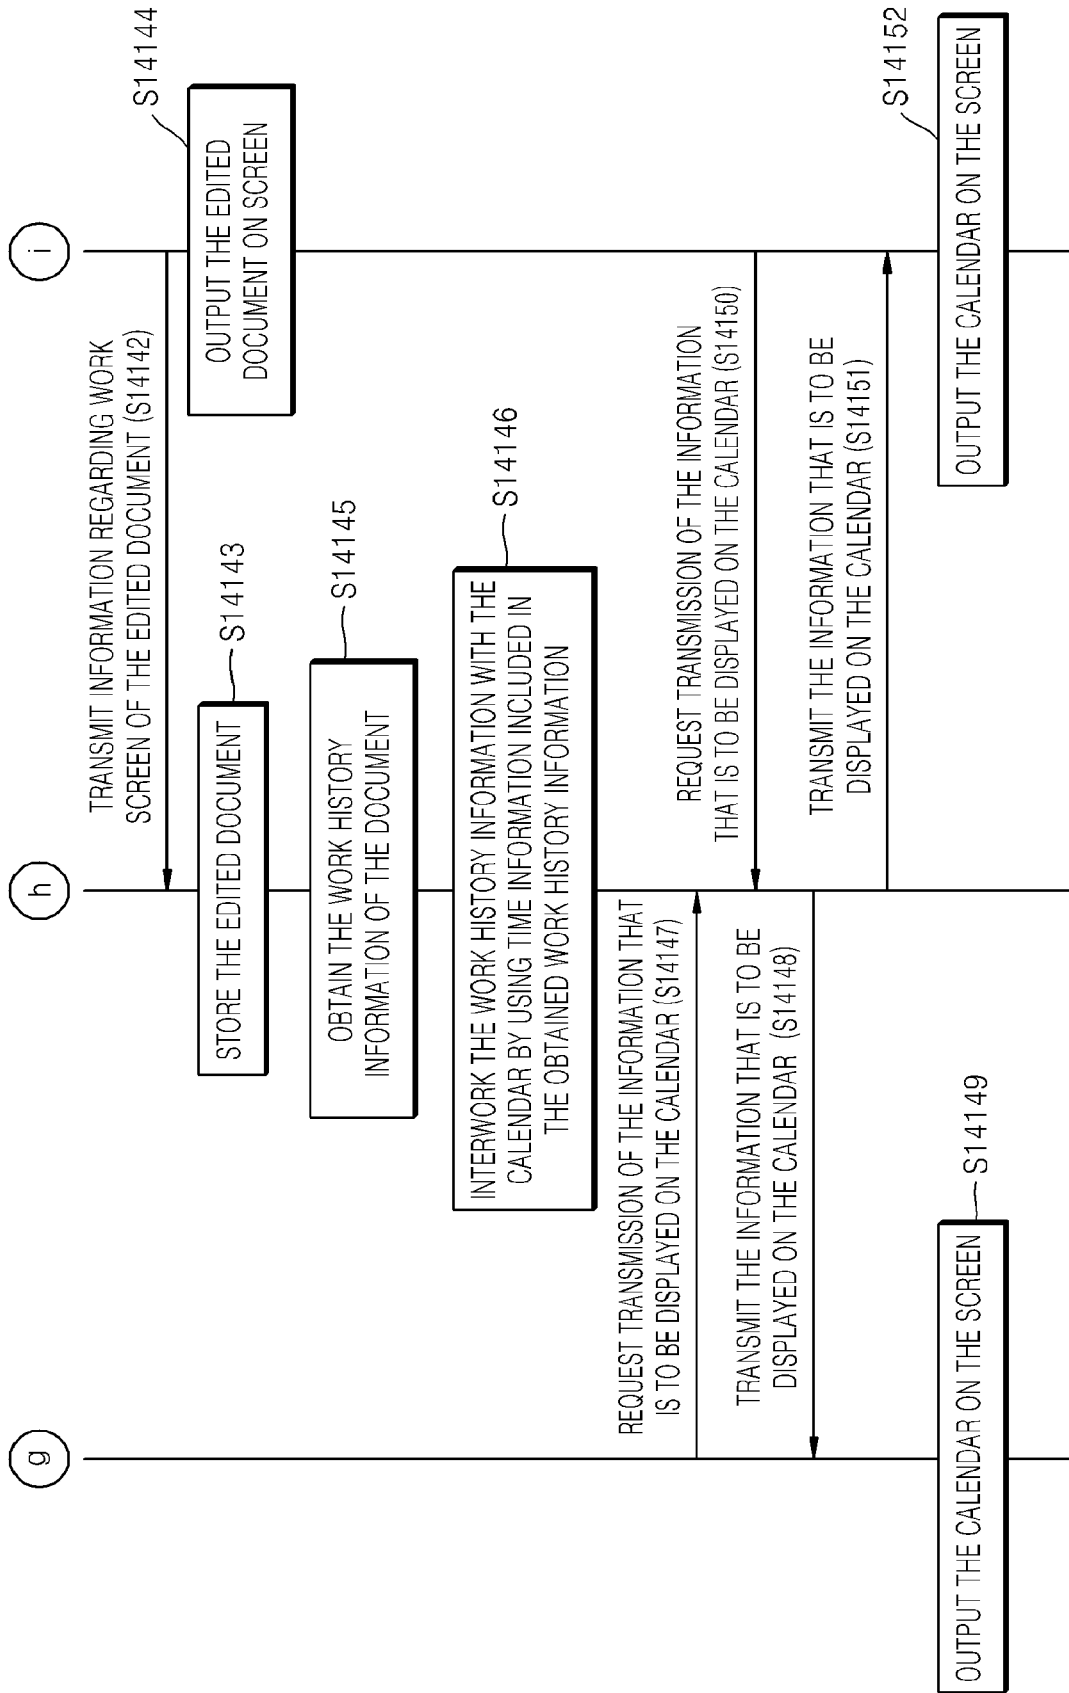 g
h
i
TRANSMIT INFORMATION REGARDING WORK
SCREEN OF THE EDITED DOCUMENT (S14142)
S14144
OUTPUT THE EDITED
DOCUMENT ON SCREEN
STORE THE EDITED DOCUMENT
S14143
OBTAIN THE WORK HISTORY
INFORMATION OF THE DOCUMENT
S14145
INTERWORK THE WORK HISTORY INFORMATION WITH THE
CALENDAR BY USING TIME INFORMATION INCLUDED IN
THE OBTAINED WORK HISTORY INFORMATION
S14146
REQUEST TRANSMISSION OF THE INFORMATION THAT
IS TO BE DISPLAYED ON THE CALENDAR (S14147)
REQUEST TRANSMISSION OF THE INFORMATION
THAT IS TO BE DISPLAYED ON THE CALENDAR (S14150)
TRANSMIT THE INFORMATION THAT IS TO BE
DISPLAYED ON THE CALENDAR (S14148)
TRANSMIT THE INFORMATION THAT IS TO BE
DISPLAYED ON THE CALENDAR (S14151)
OUTPUT THE CALENDAR ON THE SCREEN
S14149
S14152
OUTPUT THE CALENDAR ON THE SCREEN